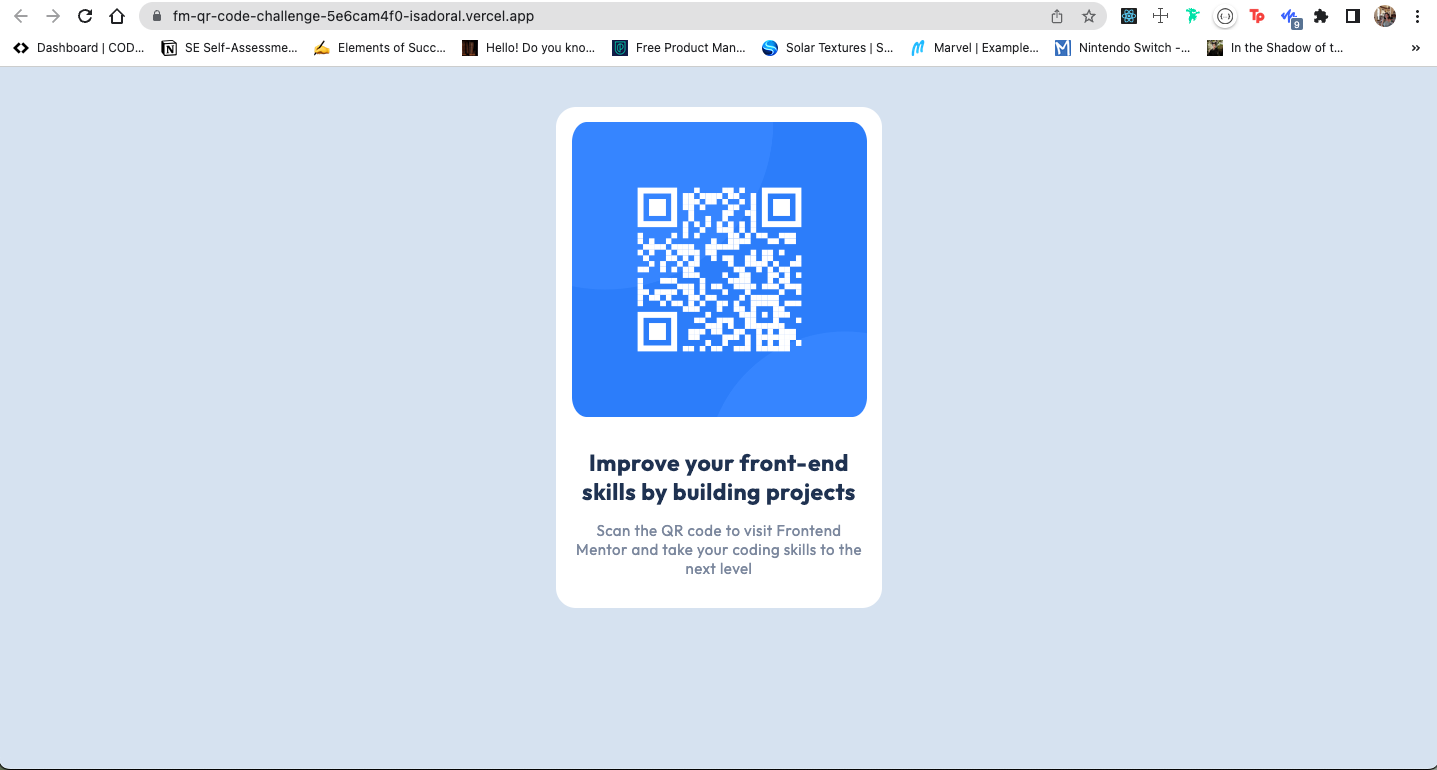 fm-qr-code-challenge-5e6cam4f0-isadoral.vercel.app
Tp
9
Dashboard | COD... SE Self-Assessme... Elements of Succ... Hello! Do you kno... Free Product Man... Solar Textures | S... Marvel | Example... Nintendo Switch -... In the Shadow of t... »
Improve your front-end
skills by building projects
Scan the QR code to visit Frontend
Mentor and take your coding skills to the
next level